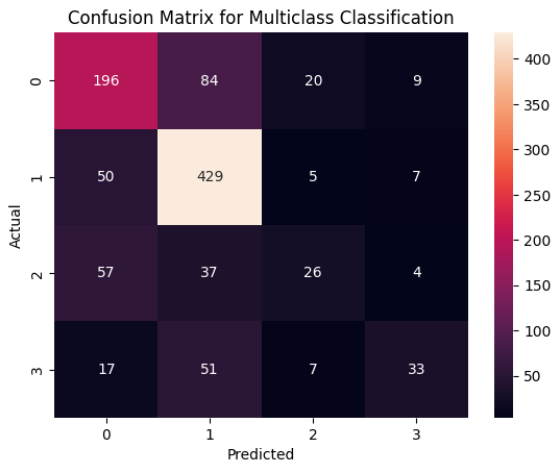 Confusion Matrix for Multiclass Classification
0 196 84 20 9
1 50 429 5 7
2 57 37 26 4
3 17 51 7 33
0 1 2 3
Actual
Predicted
400
350
300
250
200
150
100
50